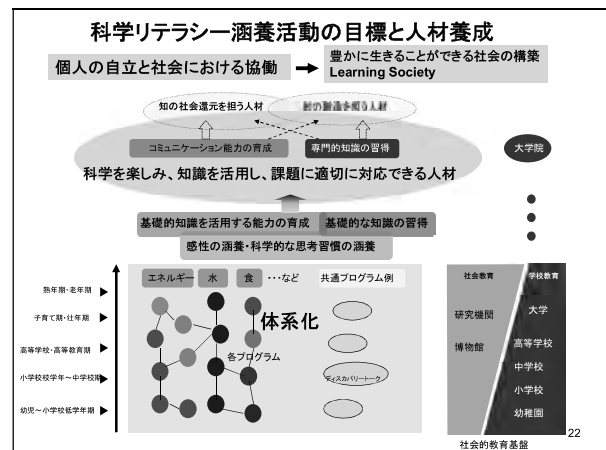 科学リテラシー涵養活動の目標と人材養成
個人の自立と社会における協働
豊かに生きることができる社会の構築
Learning Society
知の社会還元を担う人材
知の創造を担う人材
コミュニケーション能力の育成
専門的知識の習得
大学院
科学を楽しみ、知識を活用し、課題に適切に対応できる人材
基礎的知識を活用する能力の育成
基礎的な知識の習得
感性の涵養・科学的な思考習慣の涵養
エネルギー
水
食
・・・など
共通プログラム例
社会教育
学校教育
熟年期・老年期
子育て期・壮年期
体系化
研究機関
大学
高等学校・高等教育期
各プログラム
博物館
高等学校
小学校校学年~中学校期
ディスカバリートーク
中学校
小学校
幼児~小学校低学年期
幼稚園
社会的教育基盤
22